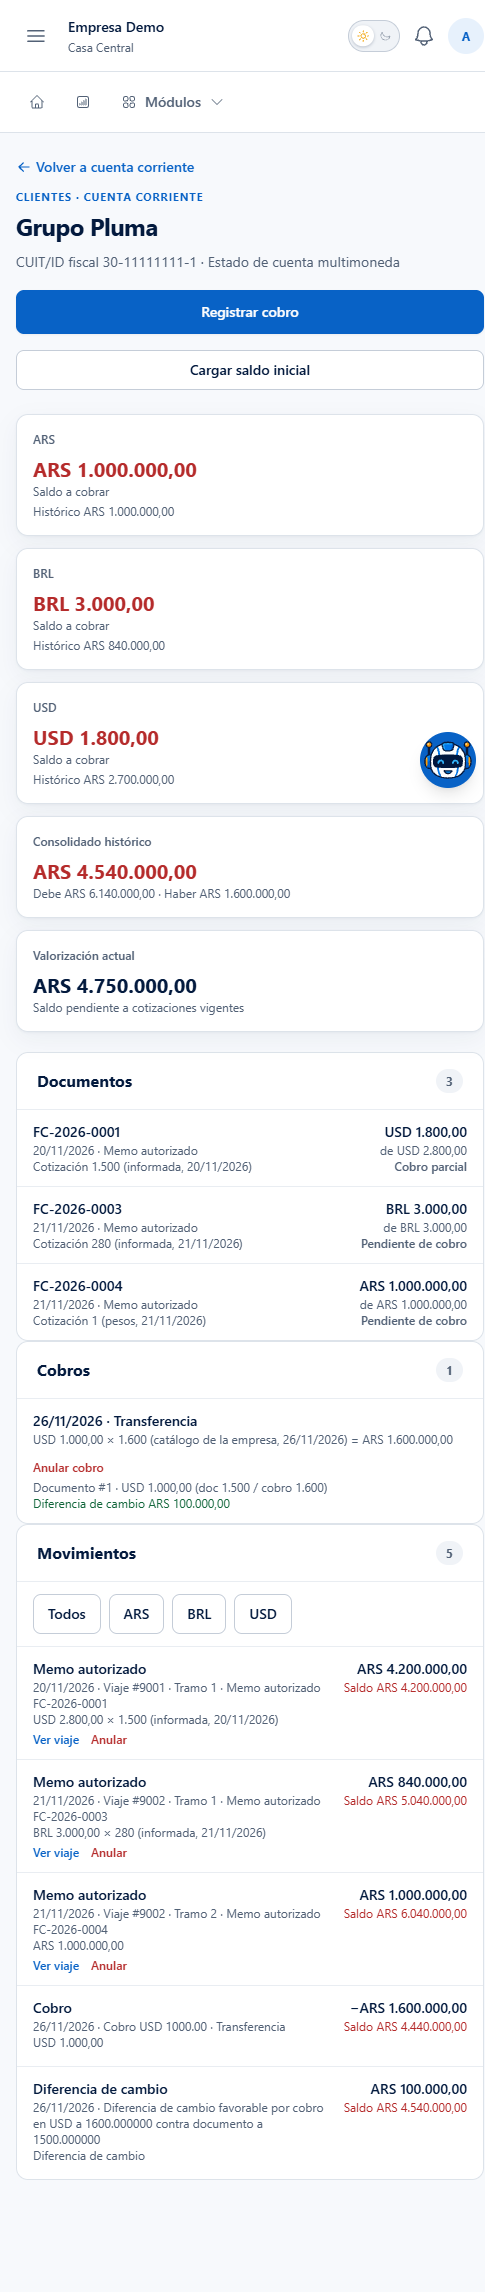 Empresa Demo
Casa Central
A
Módulos
← Volver a cuenta corriente
CLIENTES · CUENTA CORRIENTE
Grupo Pluma
CUIT/ID fiscal 30-11111111-1 · Estado de cuenta multimoneda
Registrar cobro
Cargar saldo inicial
ARS
ARS 1.000.000,00
Saldo a cobrar
Histórico ARS 1.000.000,00
BRL
BRL 3.000,00
Saldo a cobrar
Histórico ARS 840.000,00
USD
USD 1.800,00
Saldo a cobrar
Histórico ARS 2.700.000,00
Consolidado histórico
ARS 4.540.000,00
Debe ARS 6.140.000,00 · Haber ARS 1.600.000,00
Valorización actual
ARS 4.750.000,00
Saldo pendiente a cotizaciones vigentes
Documentos 3
FC-2026-0001 USD 1.800,00
20/11/2026 · Memo autorizado de USD 2.800,00
Cotización 1.500 (informada, 20/11/2026) Cobro parcial
FC-2026-0003 BRL 3.000,00
21/11/2026 · Memo autorizado de BRL 3.000,00
Cotización 280 (informada, 21/11/2026) Pendiente de cobro
FC-2026-0004 ARS 1.000.000,00
21/11/2026 · Memo autorizado de ARS 1.000.000,00
Cotización 1 (pesos, 21/11/2026) Pendiente de cobro
Cobros 1
26/11/2026 · Transferencia
USD 1.000,00 × 1.600 (catálogo de la empresa, 26/11/2026) = ARS 1.600.000,00
Anular cobro
Documento #1 · USD 1.000,00 (doc 1.500 / cobro 1.600)
Diferencia de cambio ARS 100.000,00
Movimientos 5
Todos ARS BRL USD
Memo autorizado ARS 4.200.000,00
20/11/2026 · Viaje #9001 · Tramo 1 · Memo autorizado Saldo ARS 4.200.000,00
FC-2026-0001
USD 2.800,00 × 1.500 (informada, 20/11/2026)
Ver viaje Anular
Memo autorizado ARS 840.000,00
21/11/2026 · Viaje #9002 · Tramo 1 · Memo autorizado Saldo ARS 5.040.000,00
FC-2026-0003
BRL 3.000,00 × 280 (informada, 21/11/2026)
Ver viaje Anular
Memo autorizado ARS 1.000.000,00
21/11/2026 · Viaje #9002 · Tramo 2 · Memo autorizado Saldo ARS 6.040.000,00
FC-2026-0004
ARS 1.000.000,00
Ver viaje Anular
Cobro −ARS 1.600.000,00
26/11/2026 · Cobro USD 1000.00 · Transferencia Saldo ARS 4.440.000,00
USD 1.000,00
Diferencia de cambio ARS 100.000,00
26/11/2026 · Diferencia de cambio favorable por cobro Saldo ARS 4.540.000,00
en USD a 1600.000000 contra documento a
1500.000000
Diferencia de cambio